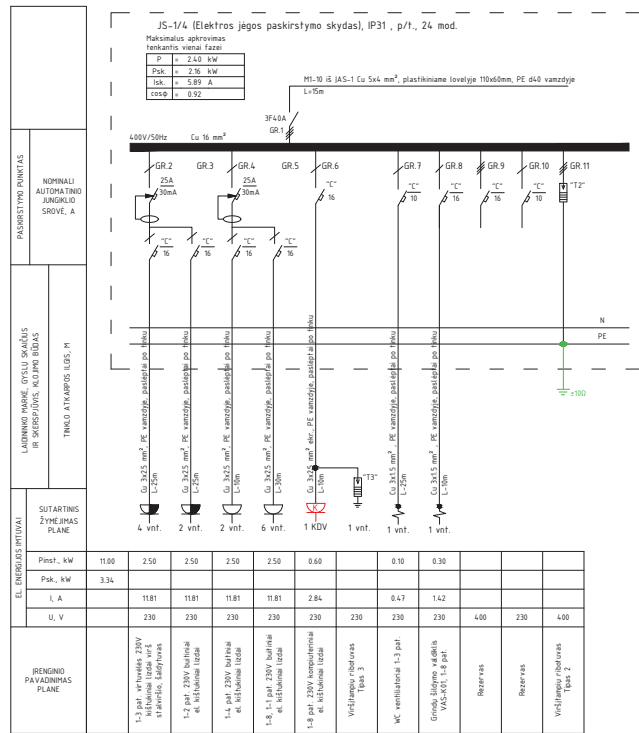 JS-1/4 (Elektros jėgos paskirstymo skydas), IP31 , p/t., 24 mod.
Maksimalus apkrovimas
tenkantis vienai fazei
P = 2.40 kW
Psk. = 2.16 kW
Isk. = 5.89 A
cosφ = 0.92
M1-10 iš ĮAS-1 Cu 5x4 mm², plastikiniame lovelyje 110x60mm, PE d40 vamzdyje
L=15m
3F40A
GR.1
400V/50Hz Cu 16 mm²
GR.2 GR.3 GR.4 GR.5 GR.6 GR.7 GR.8 GR.9 GR.10 GR.11
25A
30mA
25A
30mA
"C"
16
"C"
10
"C"
16
"C"
16
"C"
10
"T2"
"C"
16
"C"
16
"C"
16
"C"
16
N
PE
±10Ω
PASKIRSTYMO PUNKTAS
NOMINALI
AUTOMATINIO
JUNGIKLIO
SROVĖ, A
LAIDININKO MARKĖ, GYSLŲ SKAIČIUS
IR SKERSPJŪVIS, KLOJIMO BŪDAS
TINKLO ATKARPOS ILGIS, M
Cu 3x2.5 mm², PE vamzdyje, paslėptai po tinku
L=25m
Cu 3x2.5 mm², PE vamzdyje, paslėptai po tinku
L=25m
Cu 3x2.5 mm², PE vamzdyje, paslėptai po tinku
L=10m
Cu 3x2.5 mm², PE vamzdyje, paslėptai po tinku
L=30m
Cu 3x2.5 mm² ekr., PE vamzdyje, paslėptai po tinku
L=10m
"T3"
Cu 3x1.5 mm², PE vamzdyje, paslėptai po tinku
L=25m
Cu 3x1.5 mm², PE vamzdyje, paslėptai po tinku
L=10m
EL. ENERGIJOS IMTUVAI
SUTARTINIS
ŽYMĖJIMAS
PLANE
K
4 vnt. 2 vnt. 2 vnt. 6 vnt. 1 KDV 1 vnt. 1 vnt. 1 vnt.
Pinst., kW 11.00 2.50 2.50 2.50 2.50 0.60 0.10 0.30
Psk., kW 3.34
I, A 11.81 11.81 11.81 11.81 2.84 0.47 1.42
U, V 230 230 230 230 230 230 230 230 400 230 400
ĮRENGINIO
PAVADINIMAS
PLANE
1-3 pat. virtuvėlės 230V
kištukiniai lizdai virš
stalviršio, šaldytuvas
1-2 pat. 230V buitiniai
el. kištukiniai lizdai
1-4 pat. 230V buitiniai
el. kištukiniai lizdai
1-8, 1-1 pat. 230V buitiniai
el. kištukiniai lizdai
1-8 pat. 230V kompiuteriniai
el. kištukiniai lizdai
Viršįtampių ribotuvas
Tipas 3
WC ventiliatoriai 1-3 pat.
Grindų šildymo valdiklis
VAS-K01, 1-8 pat.
Rezervas
Rezervas
Viršįtampių ribotuvas
Tipas 2